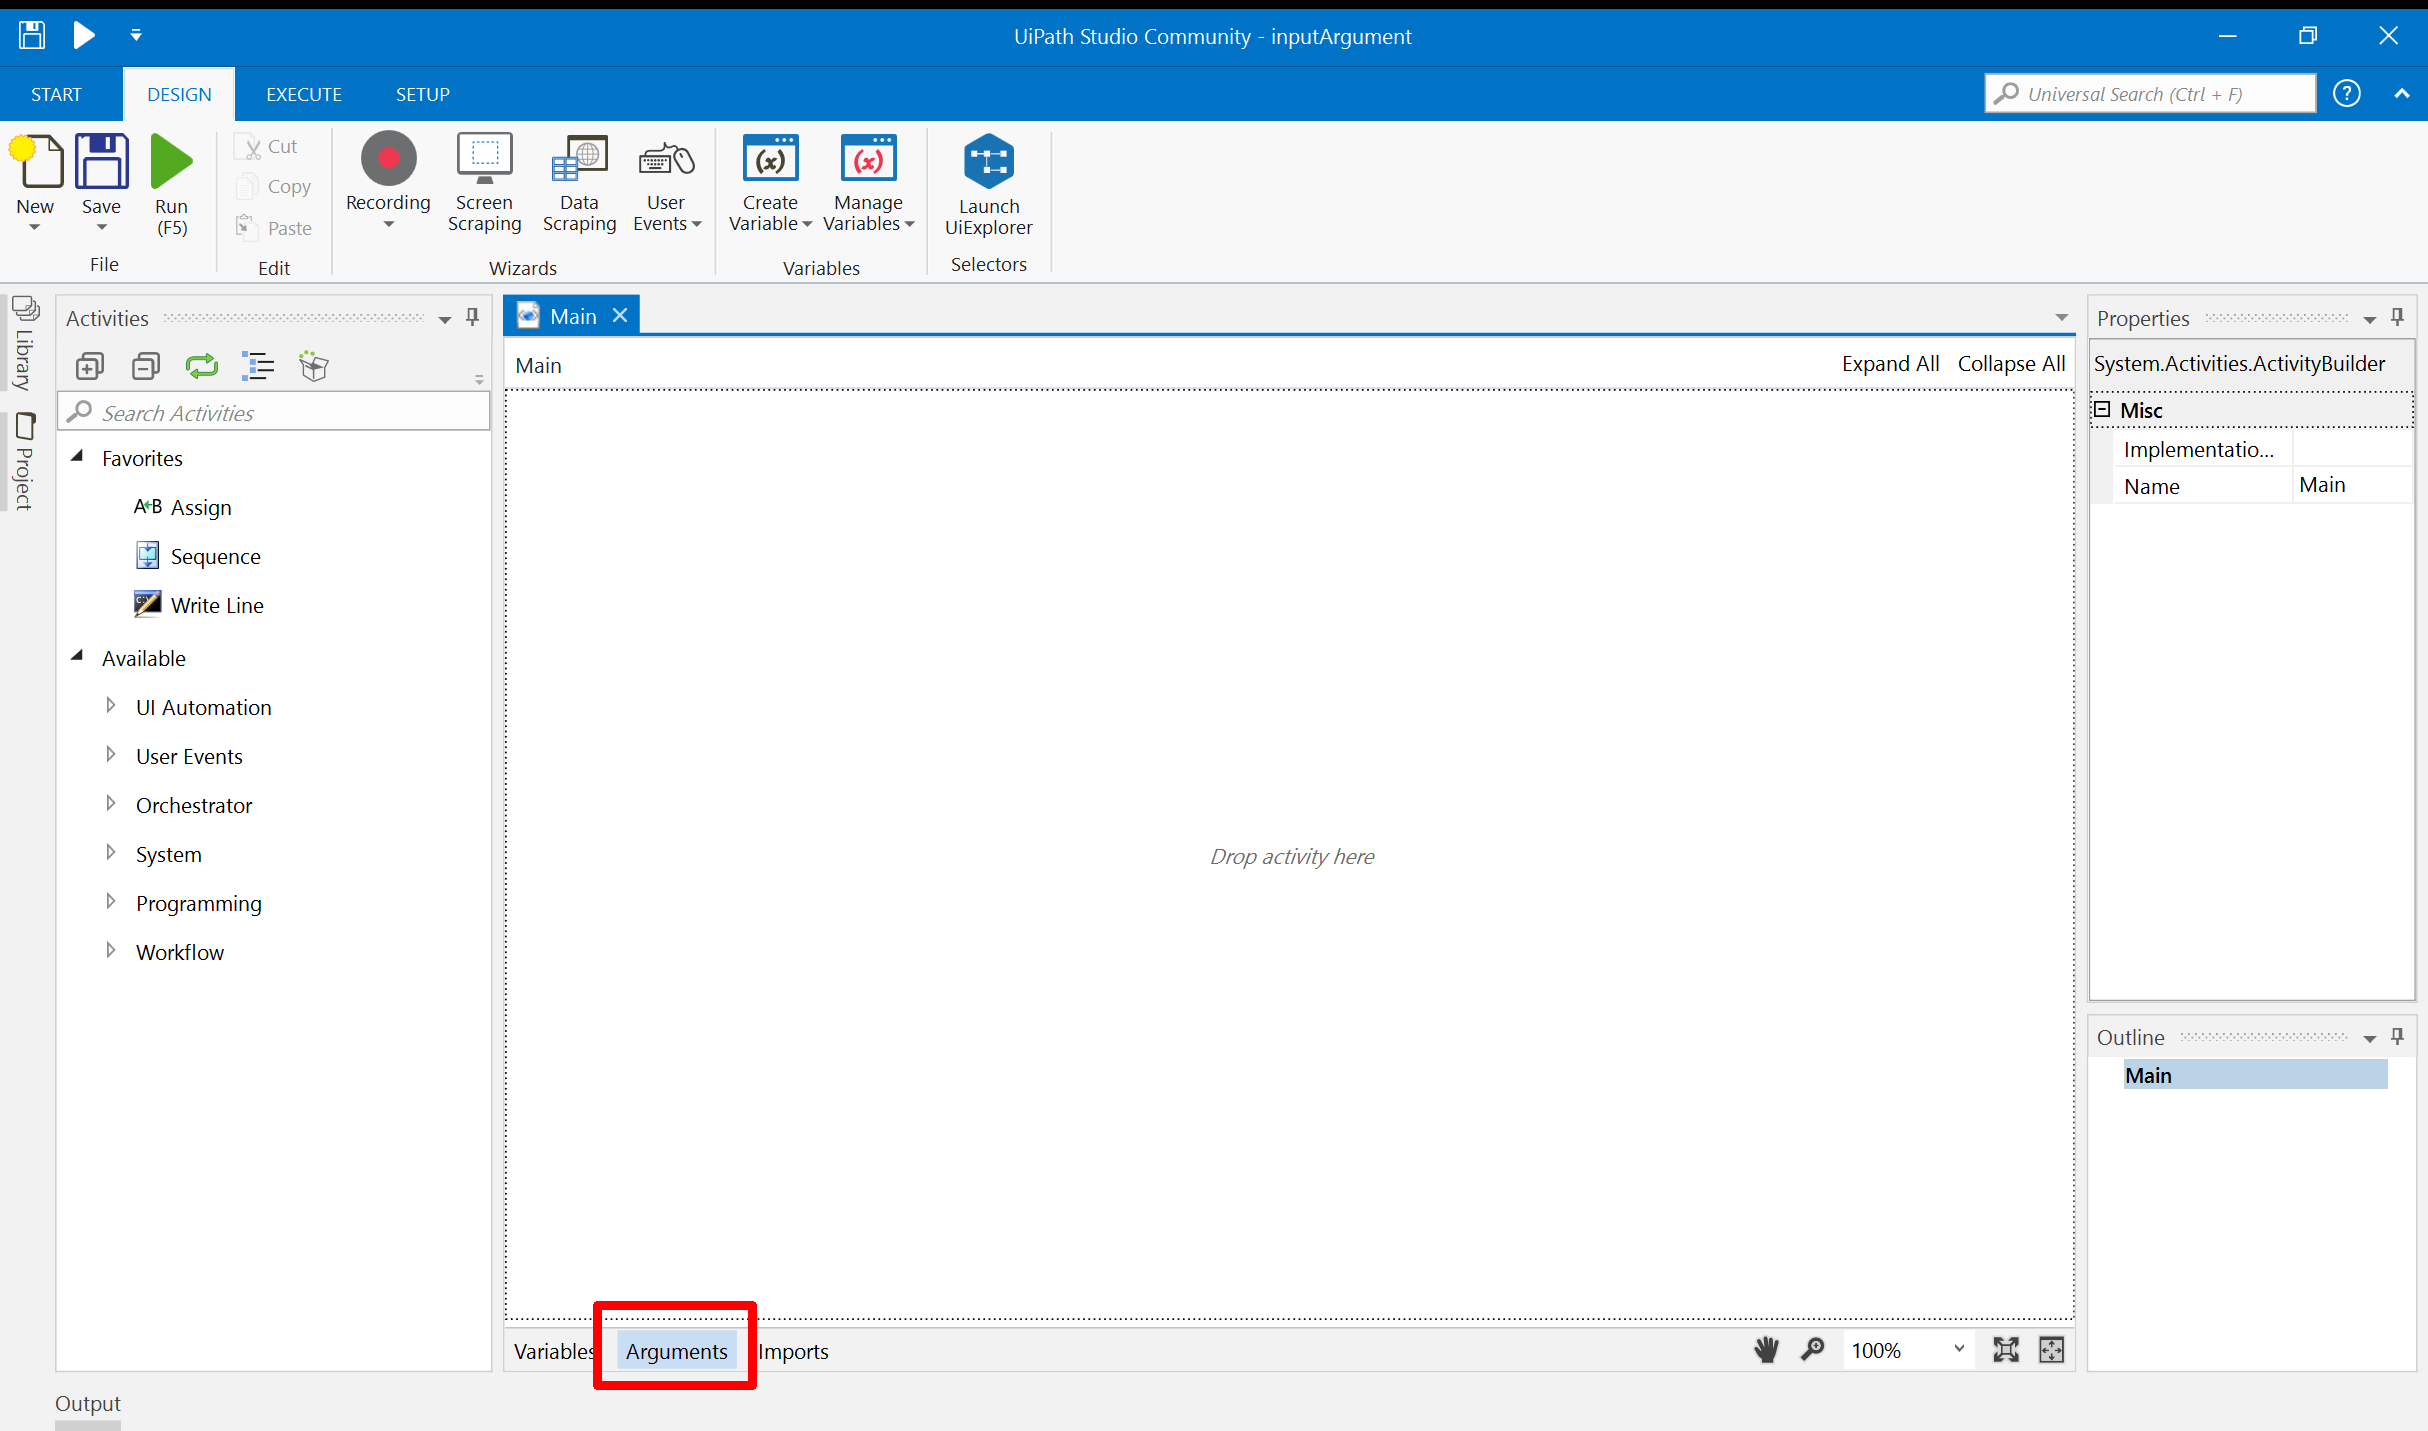 UiPath Studio Community - inputArgument
START
DESIGN
EXECUTE
SETUP
Universal Search (Ctrl + F)
New
Save
Run
(F5)
File
Cut
Copy
Paste
Edit
Recording
Screen
Scraping
Data
Scraping
User
Events
Wizards
Create
Variable
Manage
Variables
Variables
Launch
UiExplorer
Selectors
Library
Project
Activities
Search Activities
Favorites
A←B Assign
Sequence
Write Line
Available
UI Automation
User Events
Orchestrator
System
Programming
Workflow
Main
Main
Expand All
Collapse All
Drop activity here
Variables
Arguments
Imports
100%
Properties
System.Activities.ActivityBuilder
Misc
Implementatio...
Name
Main
Outline
Main
Output